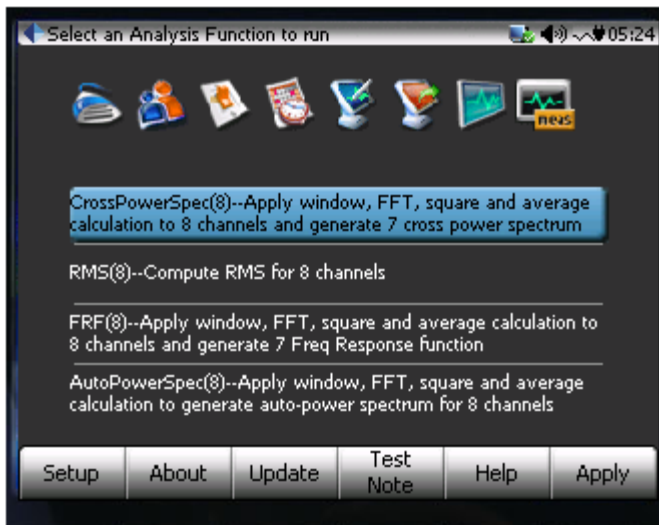 Select an Analysis Function to run
05:24
meas
CrossPowerSpec(8)--Apply window, FFT, square and average
calculation to 8 channels and generate 7 cross power spectrum
RMS(8)--Compute RMS for 8 channels
FRF(8)--Apply window, FFT, square and average calculation to
8 channels and generate 7 Freq Response function
AutoPowerSpec(8)--Apply window, FFT, square and average
calculation to generate auto-power spectrum for 8 channels
Setup
About
Update
Test
Note
Help
Apply